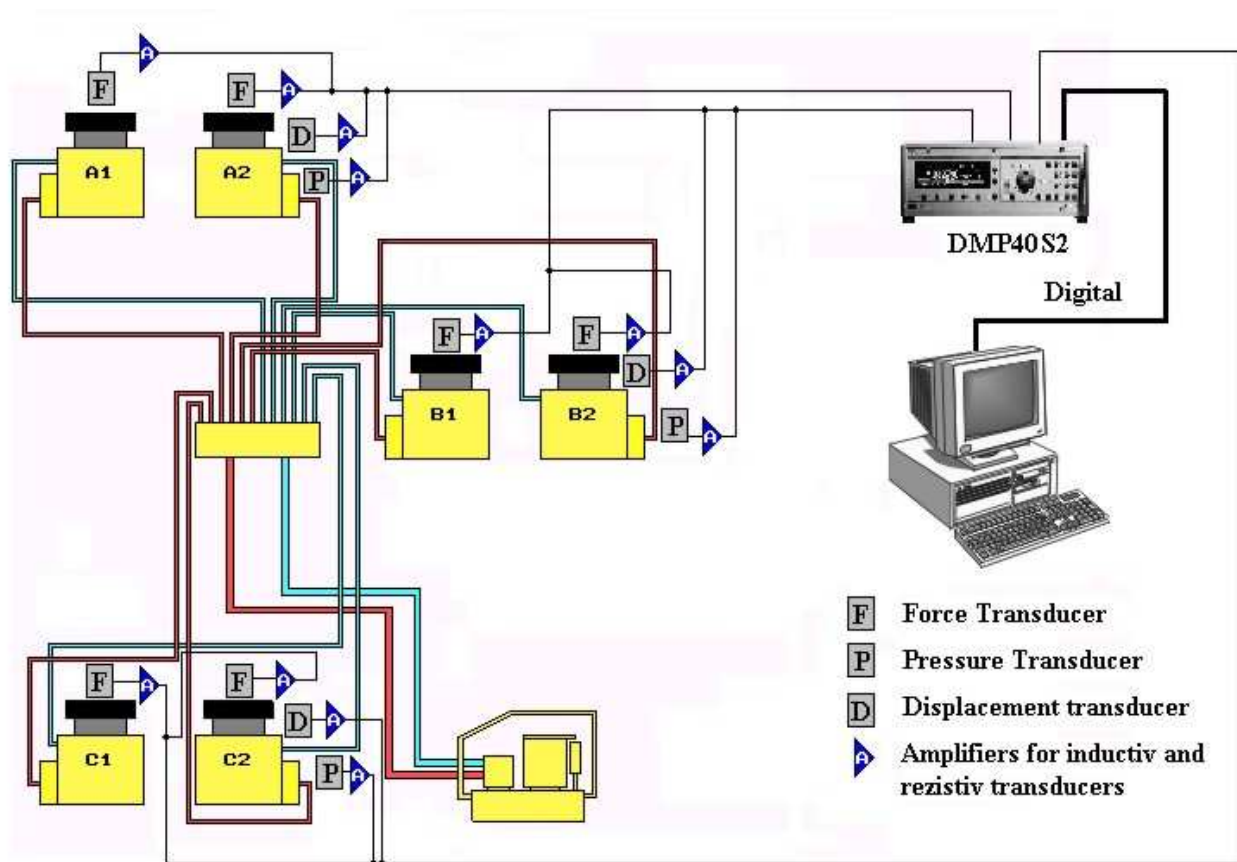 A
F
F
A
D
A
P
A
A1
A2
DMP40S2
Digital
F
A
F
A
D
A
P
A
B1
B2
F
Force Transducer
P
Pressure Transducer
D
Displacement transducer
A
Amplifiers for inductiv and
rezistiv transducers
F
A
F
A
D
A
P
A
C1
C2